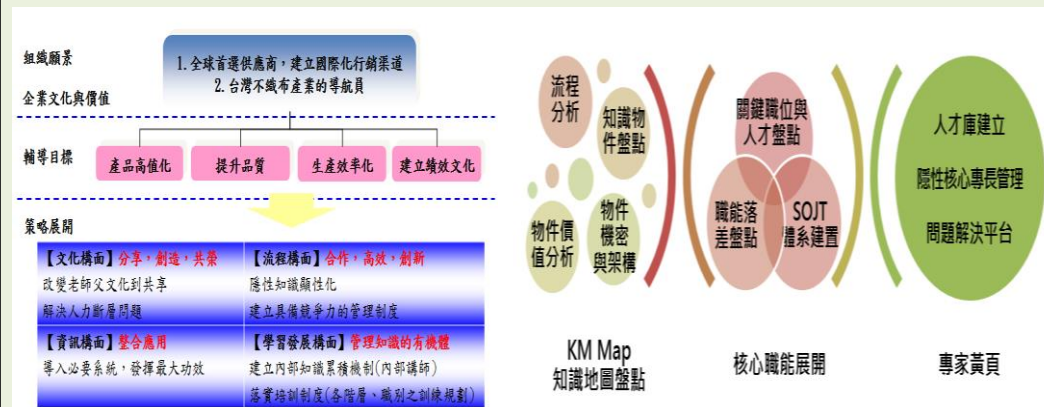 組織願景
企業文化與價值
1.全球首選供應商，建立國際化行銷渠道
2.台灣不織布產業的導航員
輔導目標
產品高值化
提升品質
生產效率化
建立績效文化
策略展開
【文化構面】分享，創造，共榮
改變老師父文化到共享
解決人力斷層問題
【流程構面】合作，高效，創新
隱性知識顯性化
建立具備競爭力的管理制度
【資訊構面】整合應用
導入必要系統，發揮最大功效
【學習發展構面】管理知識的有機體
建立內部知識累積機制(內部講師)
落實培訓制度(各階層、職別之訓練規劃)
流程
分析
知識物
件盤點
物件價
值分析
物件
機密
與架構
KM Map
知識地圖盤點
關鍵職位與
人才盤點
職能落
差盤點
SOJT
體系建置
核心職能展開
人才庫建立
隱性核心專長管理
問題解決平台
專家黃頁